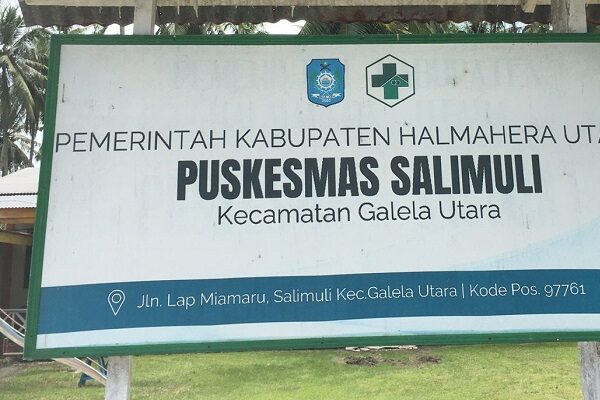 PEMERINTAH KABUPATEN HALMAHERA UTA
PUSKESMAS SALIMULI
Kecamatan Galela Utara
Jln. Lap Miamaru, Salimuli Kec.Galela Utara | Kode Pos. 97761